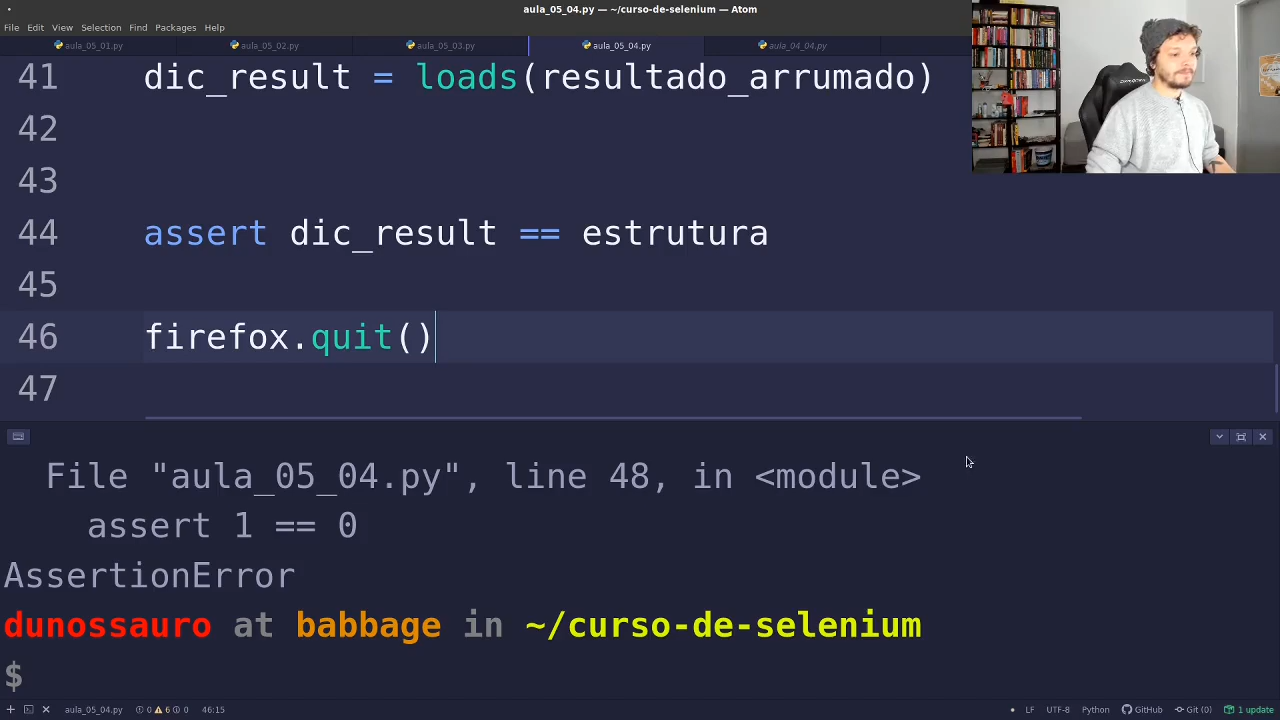 aula_05_04.py — ~/curso-de-selenium — Atom
File Edit View Selection Find Packages Help
aula_05_01.py aula_05_02.py aula_05_03.py aula_05_04.py aula_04_04.py
41 dic_result = loads(resultado_arrumado)
42
43
44 assert dic_result == estrutura
45
46 firefox.quit()
47
File "aula_05_04.py", line 48, in <module>
assert 1 == 0
AssertionError
dunossauro at babbage in ~/curso-de-selenium
$
aula_05_04.py 0 6 0 46:15 LF UTF-8 Python GitHub Git (0) 1 update